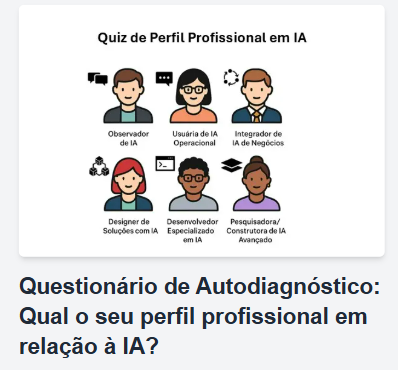 Quiz de Perfil Profissional em IA
Observador
de IA
Usuária de IA
Operacional
Integrador de
IA de Negócios
Designer de
Soluções com IA
Desenvolvedor
Especializado
em IA
Pesquisadora/
Construtora de IA
Avançado
Questionário de Autodiagnóstico:
Qual o seu perfil profissional em
relação à IA?